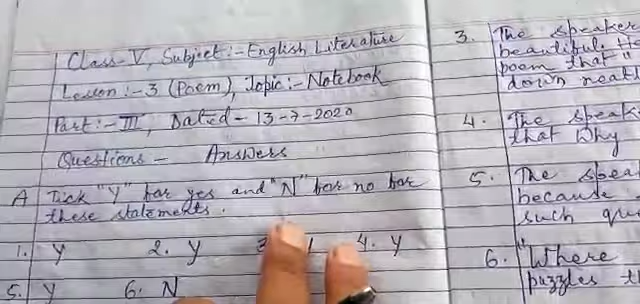 Class-V, Subject:- English Literature
Lesson:-3 (Poem), Topic:- Notebook
Part:- III, Dated - 13-7-2020
Questions - Answers
A Tick "Y" for yes and "N" for no for
these statements.
1. Y 2. Y 3. 4. Y
5. Y 6. N
3. The speaker
beautiful.
poem that "
down neatl
4. The speak
that Why
5. The spea
because
such qu
6. "Where
puzzles t